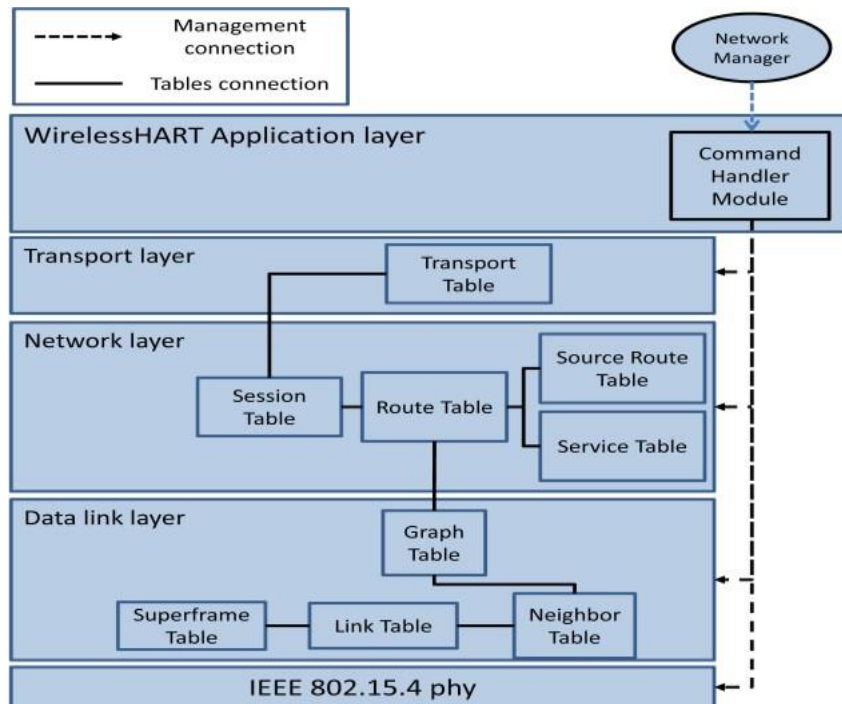 Management
connection
Tables connection
Network
Manager
WirelessHART Application layer
Command
Handler
Module
Transport layer
Transport
Table
Network layer
Session
Table
Route Table
Source Route
Table
Service Table
Data link layer
Graph
Table
Superframe
Table
Link Table
Neighbor
Table
IEEE 802.15.4 phy